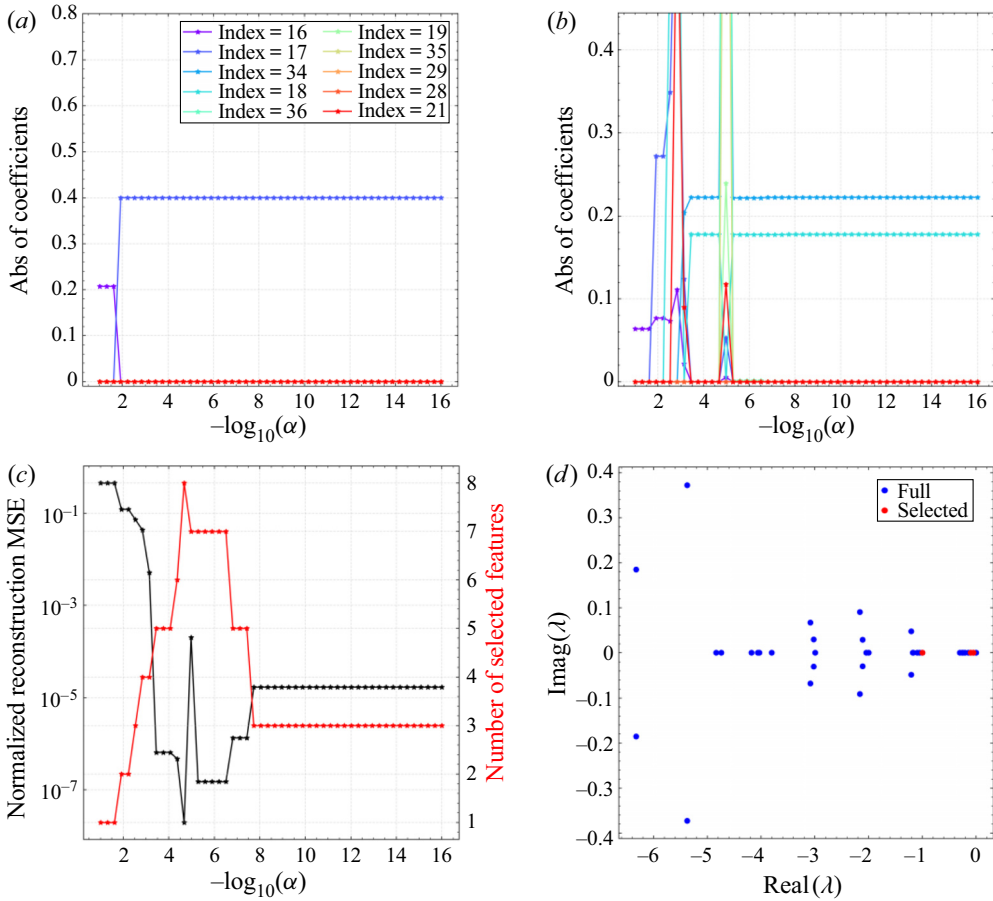 (a)
0.8
0.7
0.6
0.5
0.4
0.3
0.2
0.1
0
Abs of coefficients
Index = 16
Index = 17
Index = 34
Index = 18
Index = 36
Index = 19
Index = 35
Index = 29
Index = 28
Index = 21
2 4 6 8 10 12 14 16
–log10(α)
(b)
0.4
0.3
0.2
0.1
0
Abs of coefficients
2 4 6 8 10 12 14 16
–log10(α)
(c)
10–1
10–3
10–5
10–7
Normalized reconstruction MSE
8
7
6
5
4
3
2
1
Number of selected features
2 4 6 8 10 12 14 16
–log10(α)
(d)
0.4
0.3
0.2
0.1
0
–0.1
–0.2
–0.3
–0.4
Imag(λ)
Full
Selected
–6 –5 –4 –3 –2 –1 0
Real(λ)